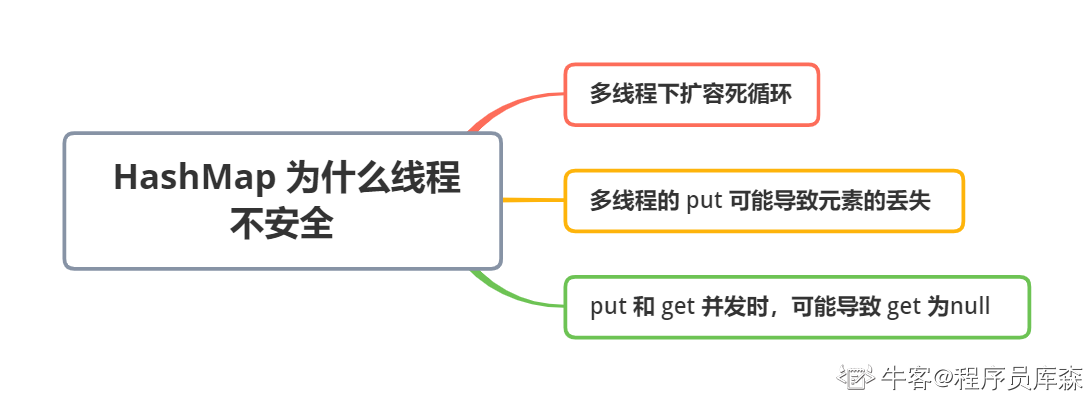 HashMap 为什么线程
不安全
多线程下扩容死循环
多线程的 put 可能导致元素的丢失
put 和 get 并发时，可能导致 get 为null
牛客@程序员库森